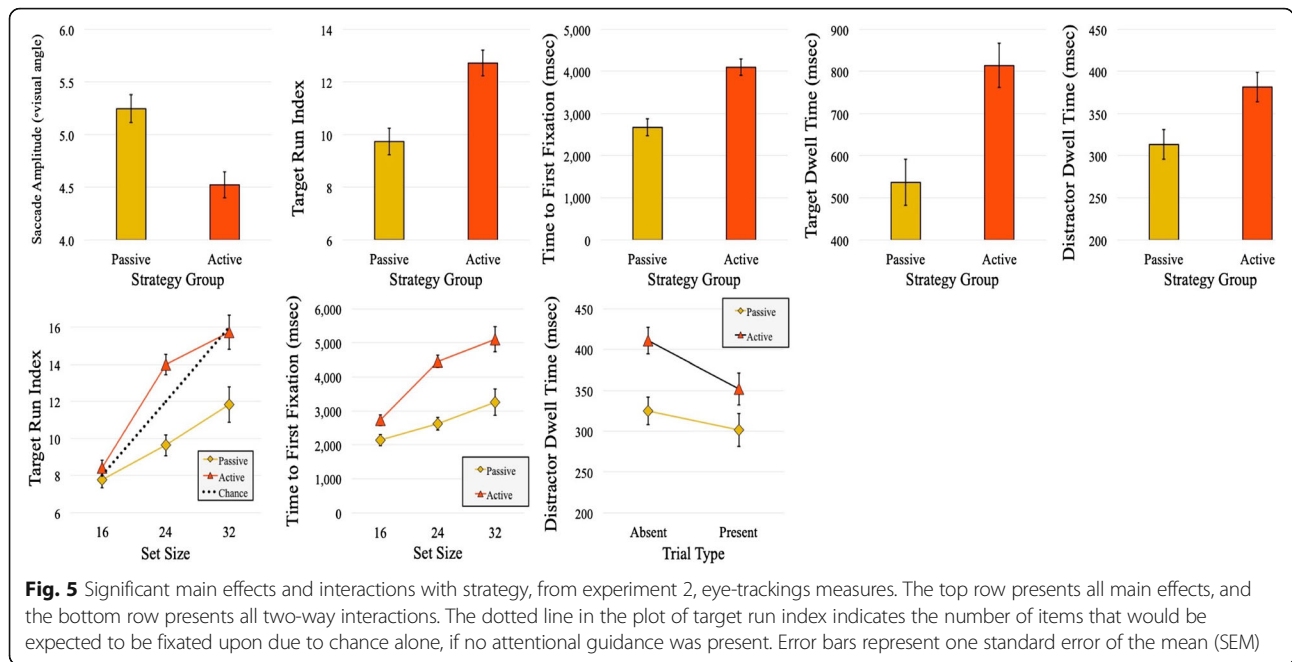 Saccade Amplitude (°visual angle)
6.0
5.5
5.0
4.5
4.0
Passive Active
Strategy Group
Target Run Index
14
12
10
8
6
Passive Active
Strategy Group
Time to First Fixation (msec)
5,000
4,000
3,000
2,000
1,000
0
Passive Active
Strategy Group
Target Dwell Time (msec)
900
800
700
600
500
400
Passive Active
Strategy Group
Distractor Dwell Time (msec)
450
400
350
300
250
200
Passive Active
Strategy Group
Target Run Index
16
14
12
10
8
6
16 24 32
Set Size
Passive
Active
Chance
Time to First Fixation (msec)
6,000
5,000
4,000
3,000
2,000
1,000
0
16 24 32
Set Size
Passive
Active
Distractor Dwell Time (msec)
450
400
350
300
250
200
Absent Present
Trial Type
Passive
Active
Fig. 5 Significant main effects and interactions with strategy, from experiment 2, eye-trackings measures. The top row presents all main effects, and
the bottom row presents all two-way interactions. The dotted line in the plot of target run index indicates the number of items that would be
expected to be fixated upon due to chance alone, if no attentional guidance was present. Error bars represent one standard error of the mean (SEM)